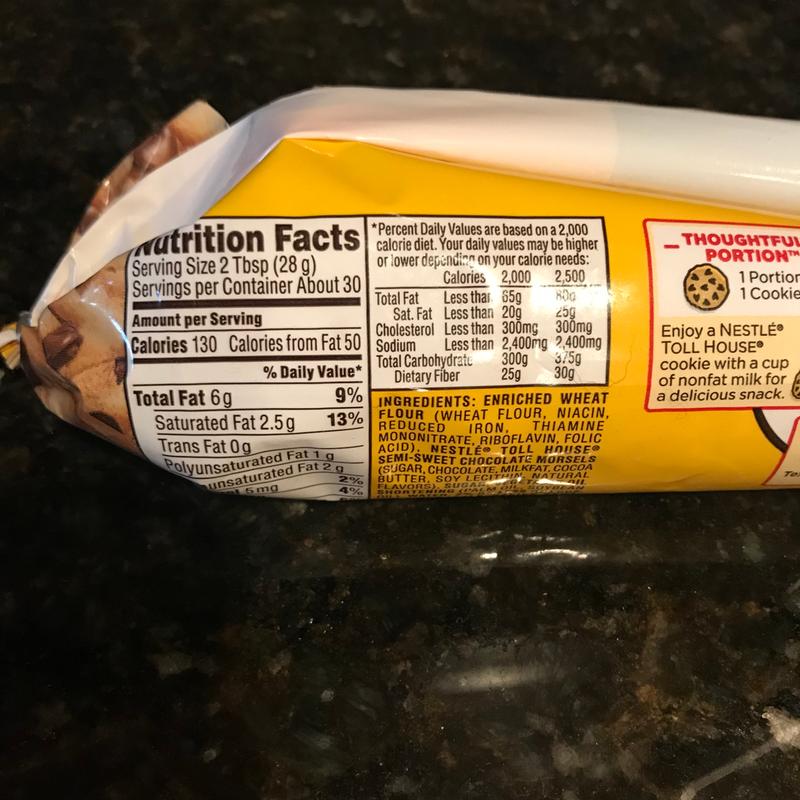 Nutrition Facts
Serving Size 2 Tbsp (28 g)
Servings per Container About 30
Amount per Serving
Calories 130 Calories from Fat 50
% Daily Value*
Total Fat 6g 9%
Saturated Fat 2.5g 13%
Trans Fat 0g
Polyunsaturated Fat 1 g
unsaturated Fat 2 g
5mg 2%
4%
*Percent Daily Values are based on a 2,000
calorie diet. Your daily values may be higher
or lower depending on your calorie needs:
Calories 2,000 2,500
Total Fat Less than 65g 80g
Sat. Fat Less than 20g 25g
Cholesterol Less than 300mg 300mg
Sodium Less than 2,400mg 2,400mg
Total Carbohydrate 300g 375g
Dietary Fiber 25g 30g
INGREDIENTS: ENRICHED WHEAT
FLOUR (WHEAT FLOUR, NIACIN,
REDUCED IRON, THIAMINE
MONONITRATE, RIBOFLAVIN, FOLIC
ACID), NESTLÉ® TOLL HOUSE®
SEMI-SWEET CHOCOLATE MORSELS
(SUGAR, CHOCOLATE, MILKFAT, COCOA
BUTTER, SOY LECITHIN, NATURAL
FLAVORS), SUGAR,
SHORTENING (PALM OIL, SOYBEAN
THOUGHTFUL
PORTION™
1 Portion
1 Cookie
Enjoy a NESTLÉ®
TOLL HOUSE®
cookie with a cup
of nonfat milk for
a delicious snack.